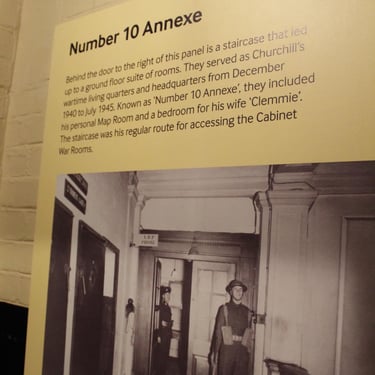 Number 10 Annexe
Behind the door to the right of this panel is a staircase that led
up to a ground floor suite of rooms. They served as Churchill's
wartime living quarters and headquarters from December
1940 to July 1945. Known as 'Number 10 Annexe', they included
his personal Map Room and a bedroom for his wife 'Clemmie'.
The staircase was his regular route for accessing the Cabinet
War Rooms.